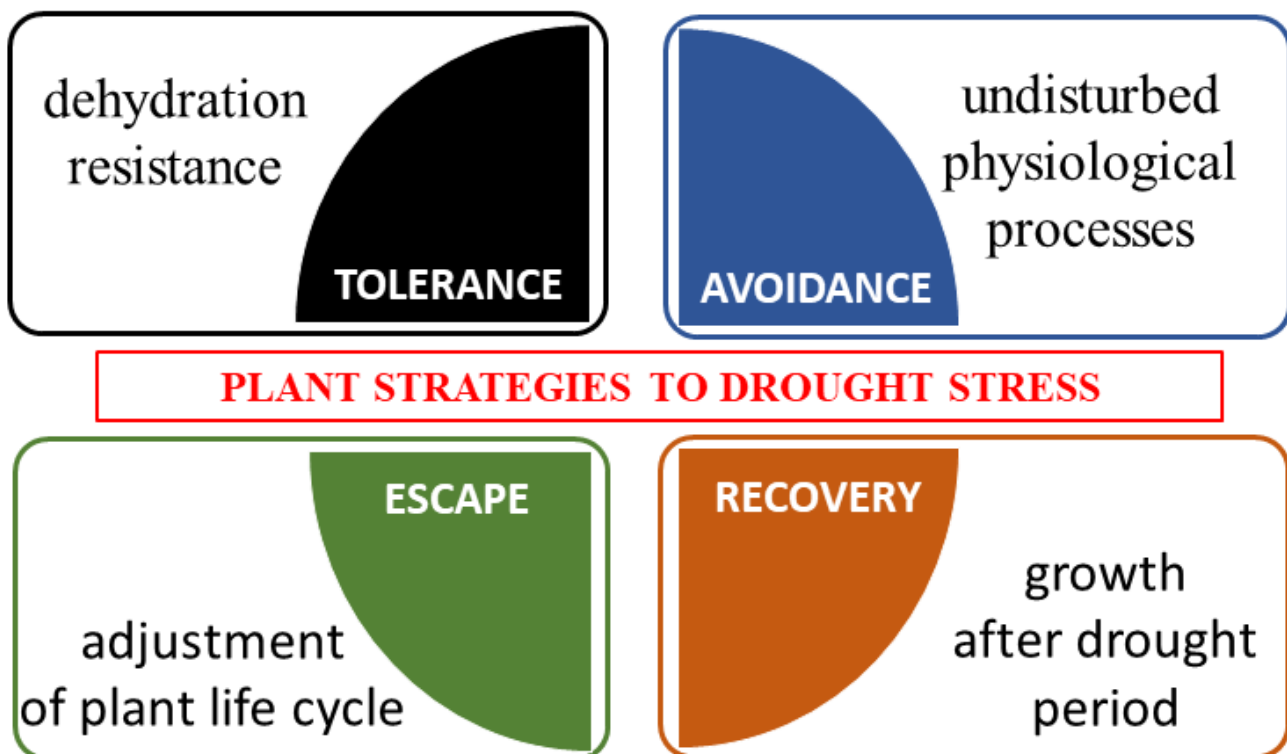 dehydration
resistance
TOLERANCE
undisturbed
physiological
processes
AVOIDANCE
PLANT STRATEGIES TO DROUGHT STRESS
ESCAPE
adjustment
of plant life cycle
RECOVERY
growth
after drought
period